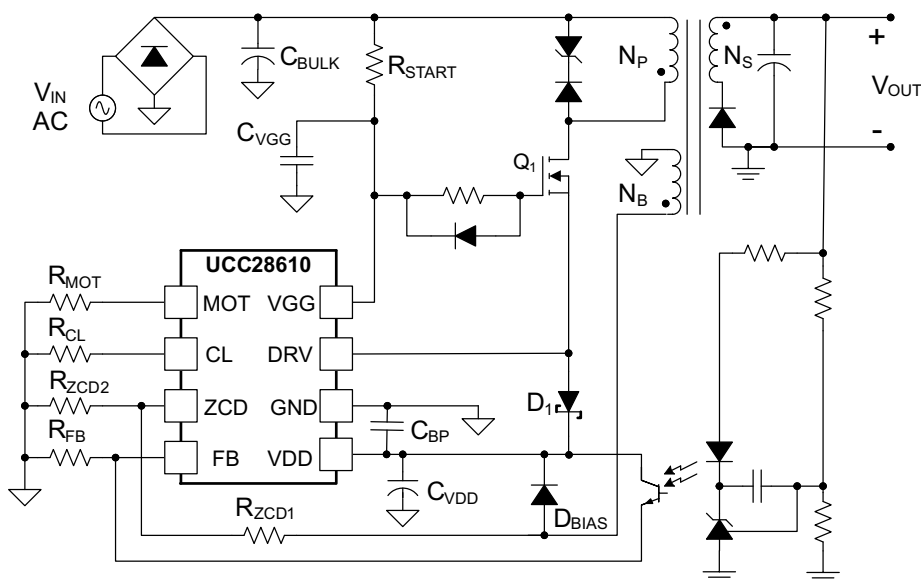 +
-
V_IN
AC
C_BULK
R_START
C_VGG
N_P
N_S
V_OUT
Q_1
N_B
UCC28610
R_MOT
MOT
VGG
R_CL
CL
DRV
R_ZCD2
ZCD
GND
D_1
C_BP
R_FB
FB
VDD
C_VDD
R_ZCD1
D_BIAS